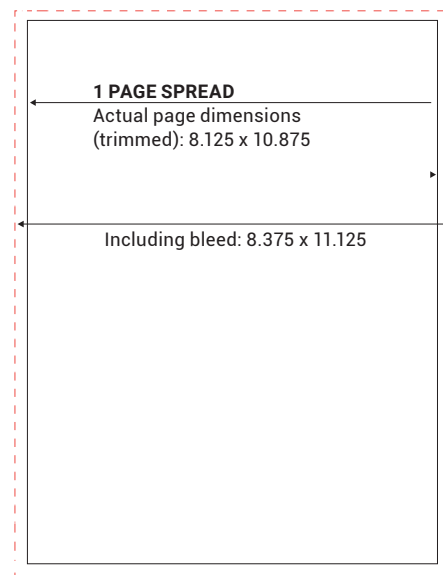 1 PAGE SPREAD
Actual page dimensions
(trimmed): 8.125 x 10.875
Including bleed: 8.375 x 11.125